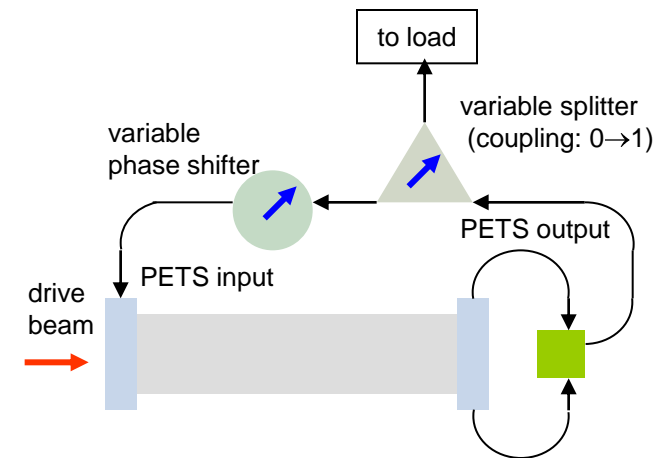 to load
variable splitter
(coupling: 0→1)
variable
phase shifter
PETS output
PETS input
drive
beam